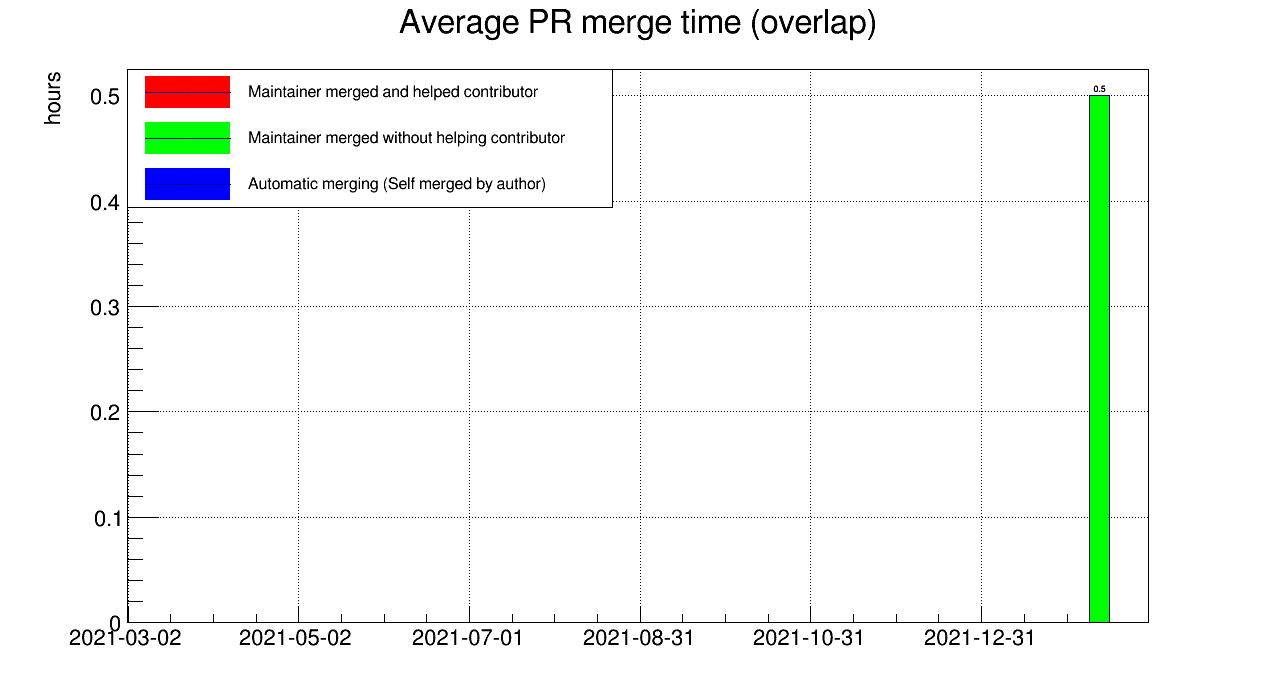 Average PR merge time (overlap)
hours
Maintainer merged and helped contributor
Maintainer merged without helping contributor
Automatic merging (Self merged by author)
0.5
0.5
0.4
0.3
0.2
0.1
0
2021-03-02 2021-05-02 2021-07-01 2021-08-31 2021-10-31 2021-12-31